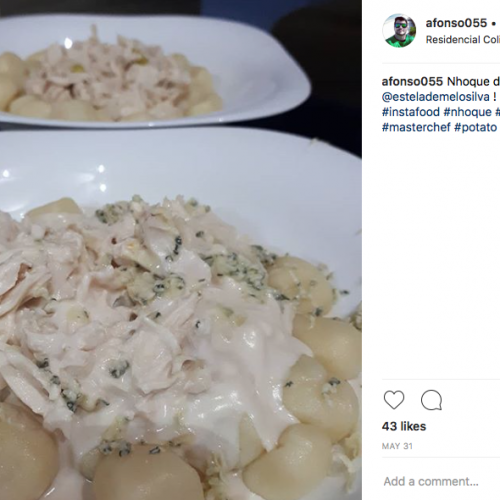 afonso055 •
Residencial Coli
afonso055 Nhoque d
@estelademelosilva !
#instafood #nhoque #
#masterchef #potato
43 likes
MAY 31
Add a comment...